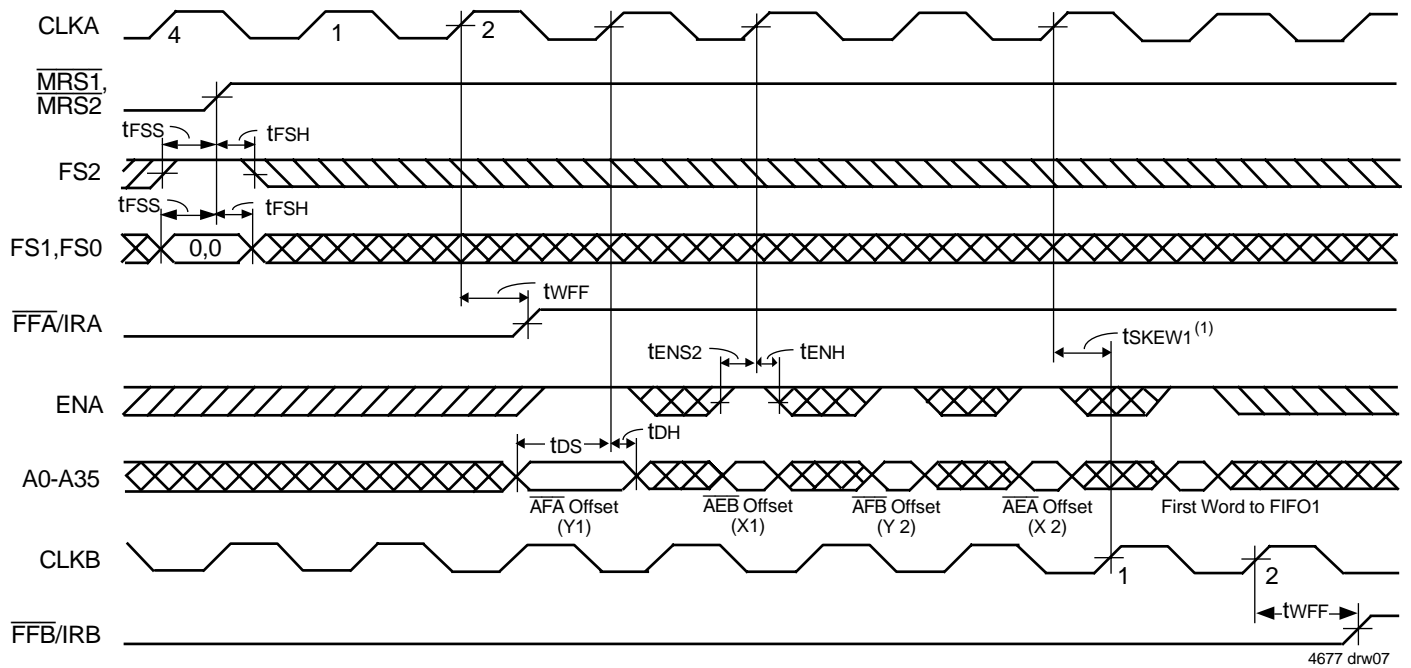 CLKA 4 1 2
MRS1,
MRS2
tFSS tFSH
FS2
tFSS tFSH
FS1,FS0 0,0
tWFF
FFA/IRA
tSKEW1(1)
tENS2 tENH
ENA
tDS tDH
A0-A35
AFA Offset
(Y1)
AEB Offset
(X1)
AFB Offset
(Y 2)
AEA Offset
(X 2)
First Word to FIFO1
CLKB 1 2
tWFF
FFB/IRB
4677 drw07